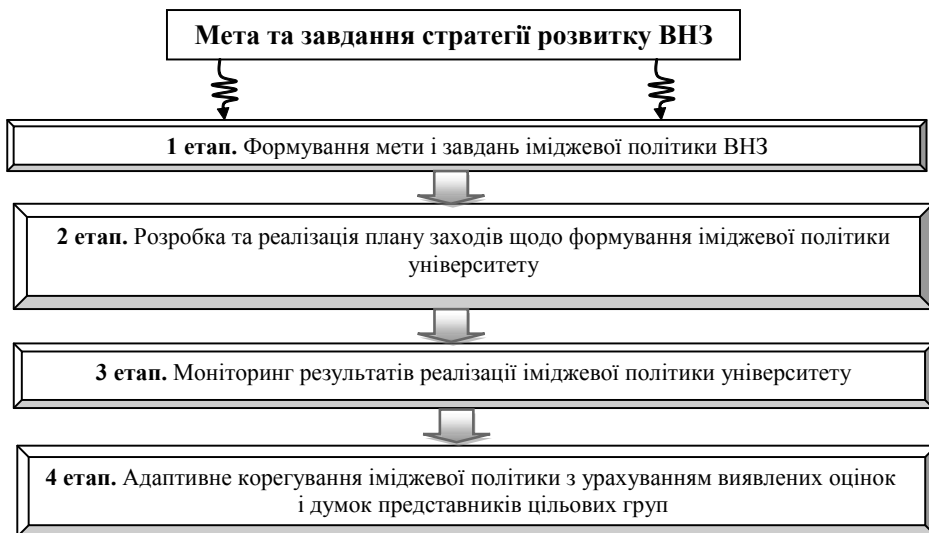 Мета та завдання стратегії розвитку ВНЗ
1 етап. Формування мети і завдань іміджевої політики ВНЗ
2 етап. Розробка та реалізація плану заходів щодо формування іміджевої політики
університету
3 етап. Моніторинг результатів реалізації іміджевої політики університету
4 етап. Адаптивне корегування іміджевої політики з урахуванням виявлених оцінок
і думок представників цільових груп